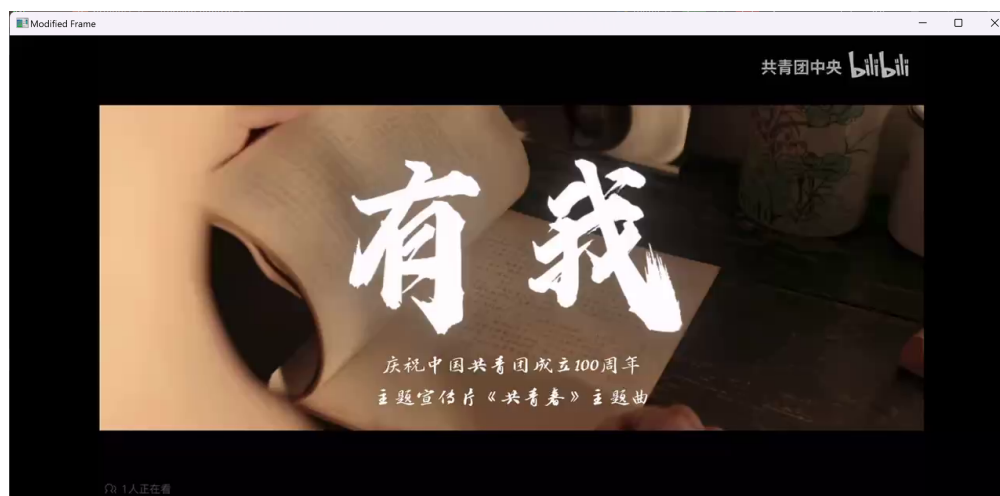 Modified Frame
共青团中央 bilibili
有我
庆祝中国共青团成立100周年
主题宣传片《共青春》主题曲
1人正在看